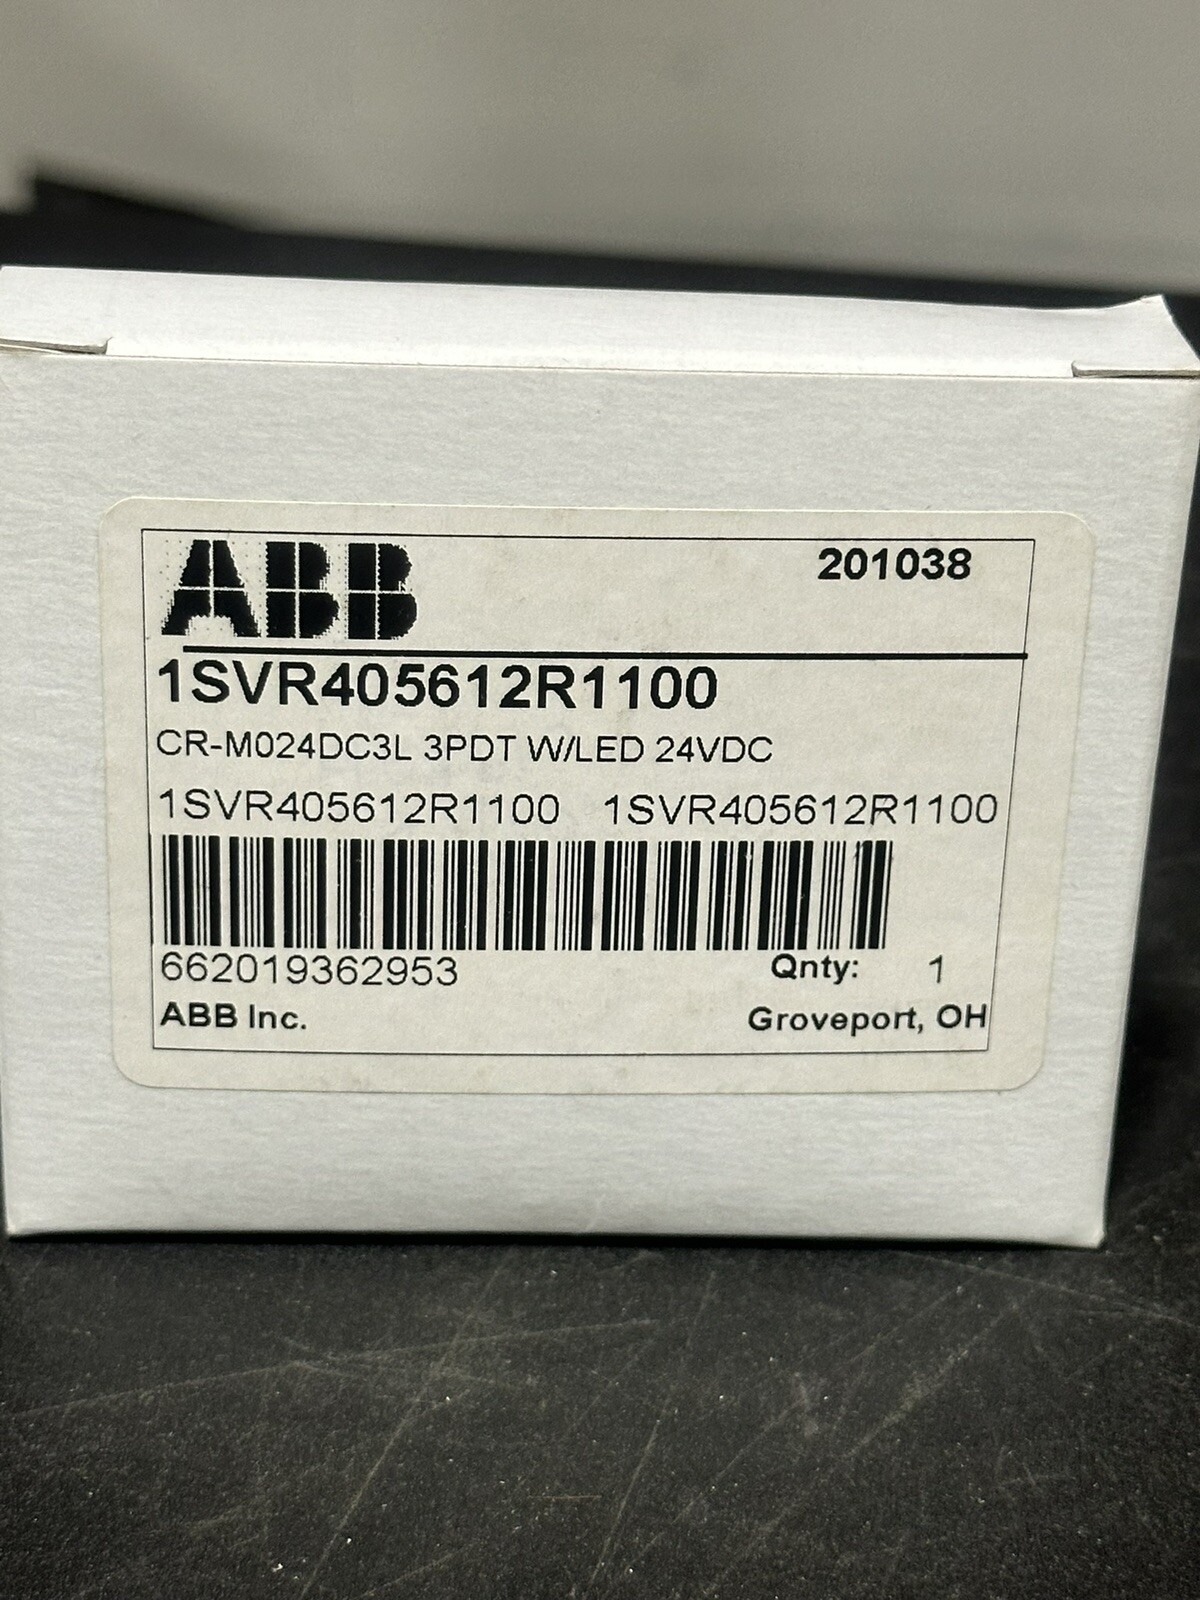 ABB 201038
1SVR405612R1100
CR-M024DC3L 3PDT W/LED 24VDC
1SVR405612R1100 1SVR405612R1100
662019362953 Qnty: 1
ABB Inc. Groveport, OH